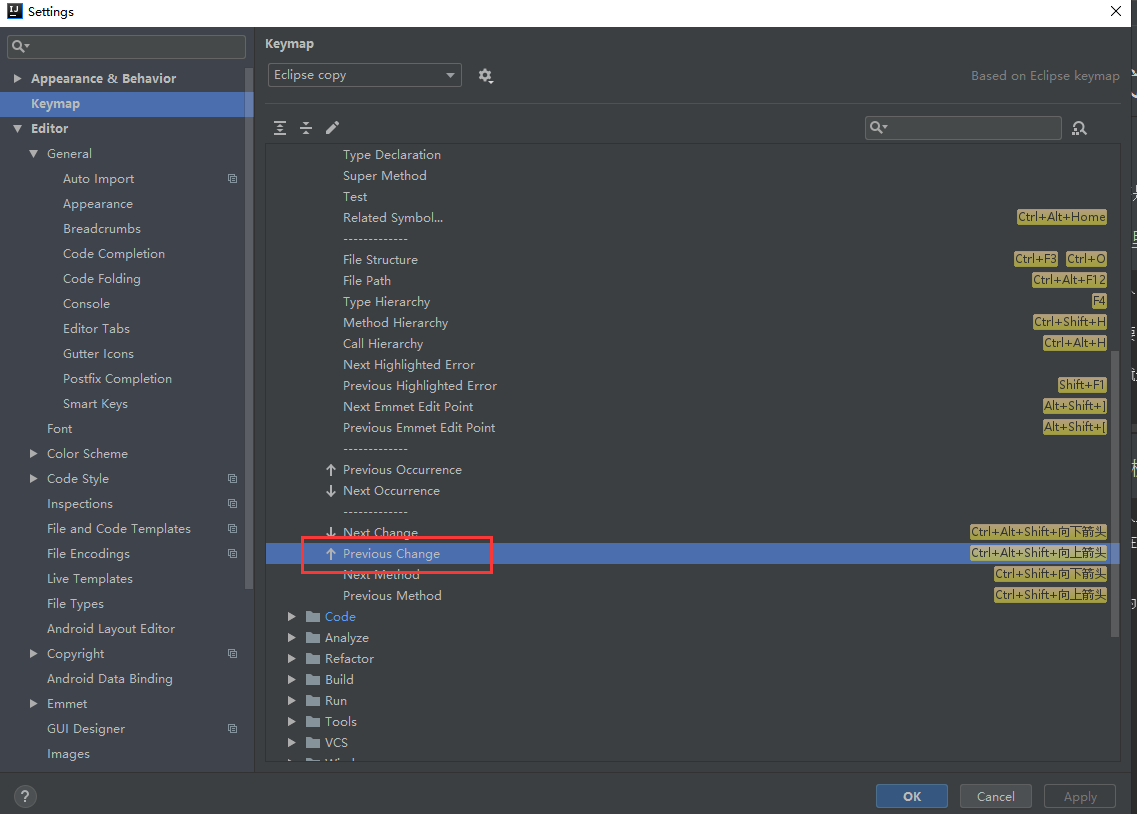 Settings
Appearance & Behavior
Keymap
Editor
General
Auto Import
Appearance
Breadcrumbs
Code Completion
Code Folding
Console
Editor Tabs
Gutter Icons
Postfix Completion
Smart Keys
Font
Color Scheme
Code Style
Inspections
File and Code Templates
File Encodings
Live Templates
File Types
Android Layout Editor
Copyright
Android Data Binding
Emmet
GUI Designer
Images
Keymap
Eclipse copy
Based on Eclipse keymap
Type Declaration
Super Method
Test
Related Symbol... Ctrl+Alt+Home
-------------
File Structure Ctrl+F3 Ctrl+O
File Path Ctrl+Alt+F12
Type Hierarchy F4
Method Hierarchy Ctrl+Shift+H
Call Hierarchy Ctrl+Alt+H
Next Highlighted Error
Previous Highlighted Error Shift+F1
Next Emmet Edit Point Alt+Shift+]
Previous Emmet Edit Point Alt+Shift+[
-------------
Previous Occurrence
Next Occurrence
-------------
Next Change Ctrl+Alt+Shift+向下箭头
Previous Change Ctrl+Alt+Shift+向上箭头
Next Method Ctrl+Shift+向下箭头
Previous Method Ctrl+Shift+向上箭头
Code
Analyze
Refactor
Build
Run
Tools
VCS
? OK Cancel Apply